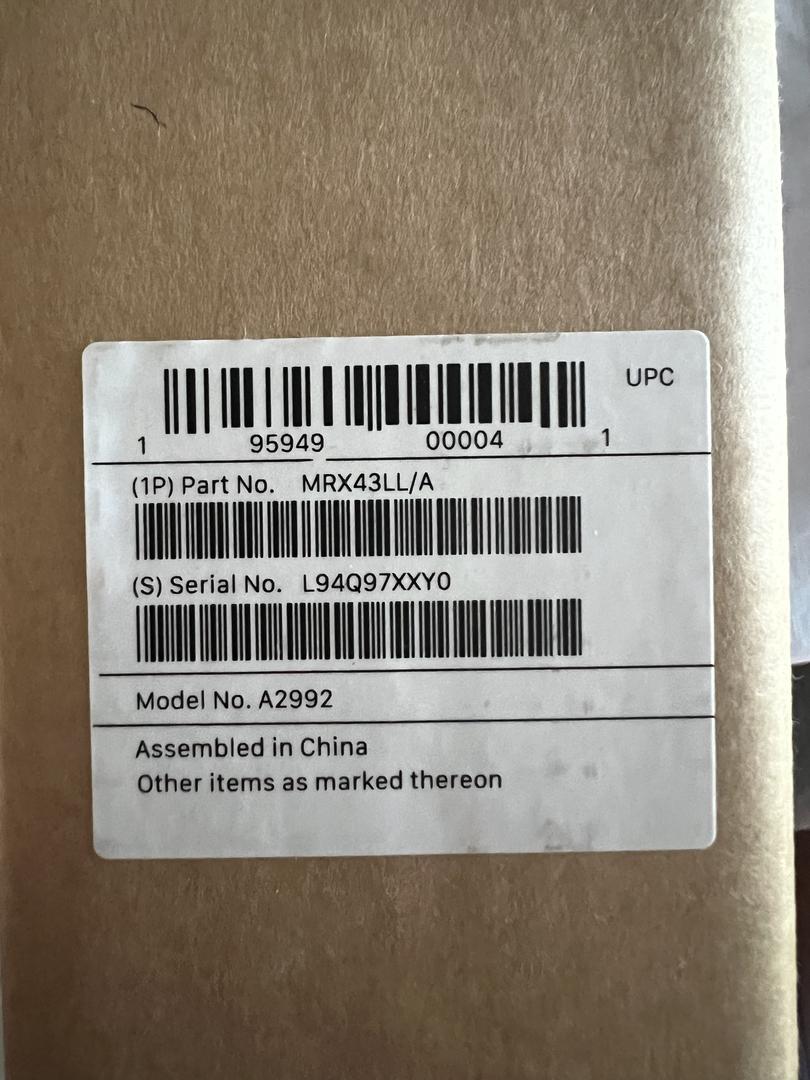 UPC
1 95949 00004 1
(1P) Part No. MRX43LL/A
(S) Serial No. L94Q97XXY0
Model No. A2992
Assembled in China
Other items as marked thereon